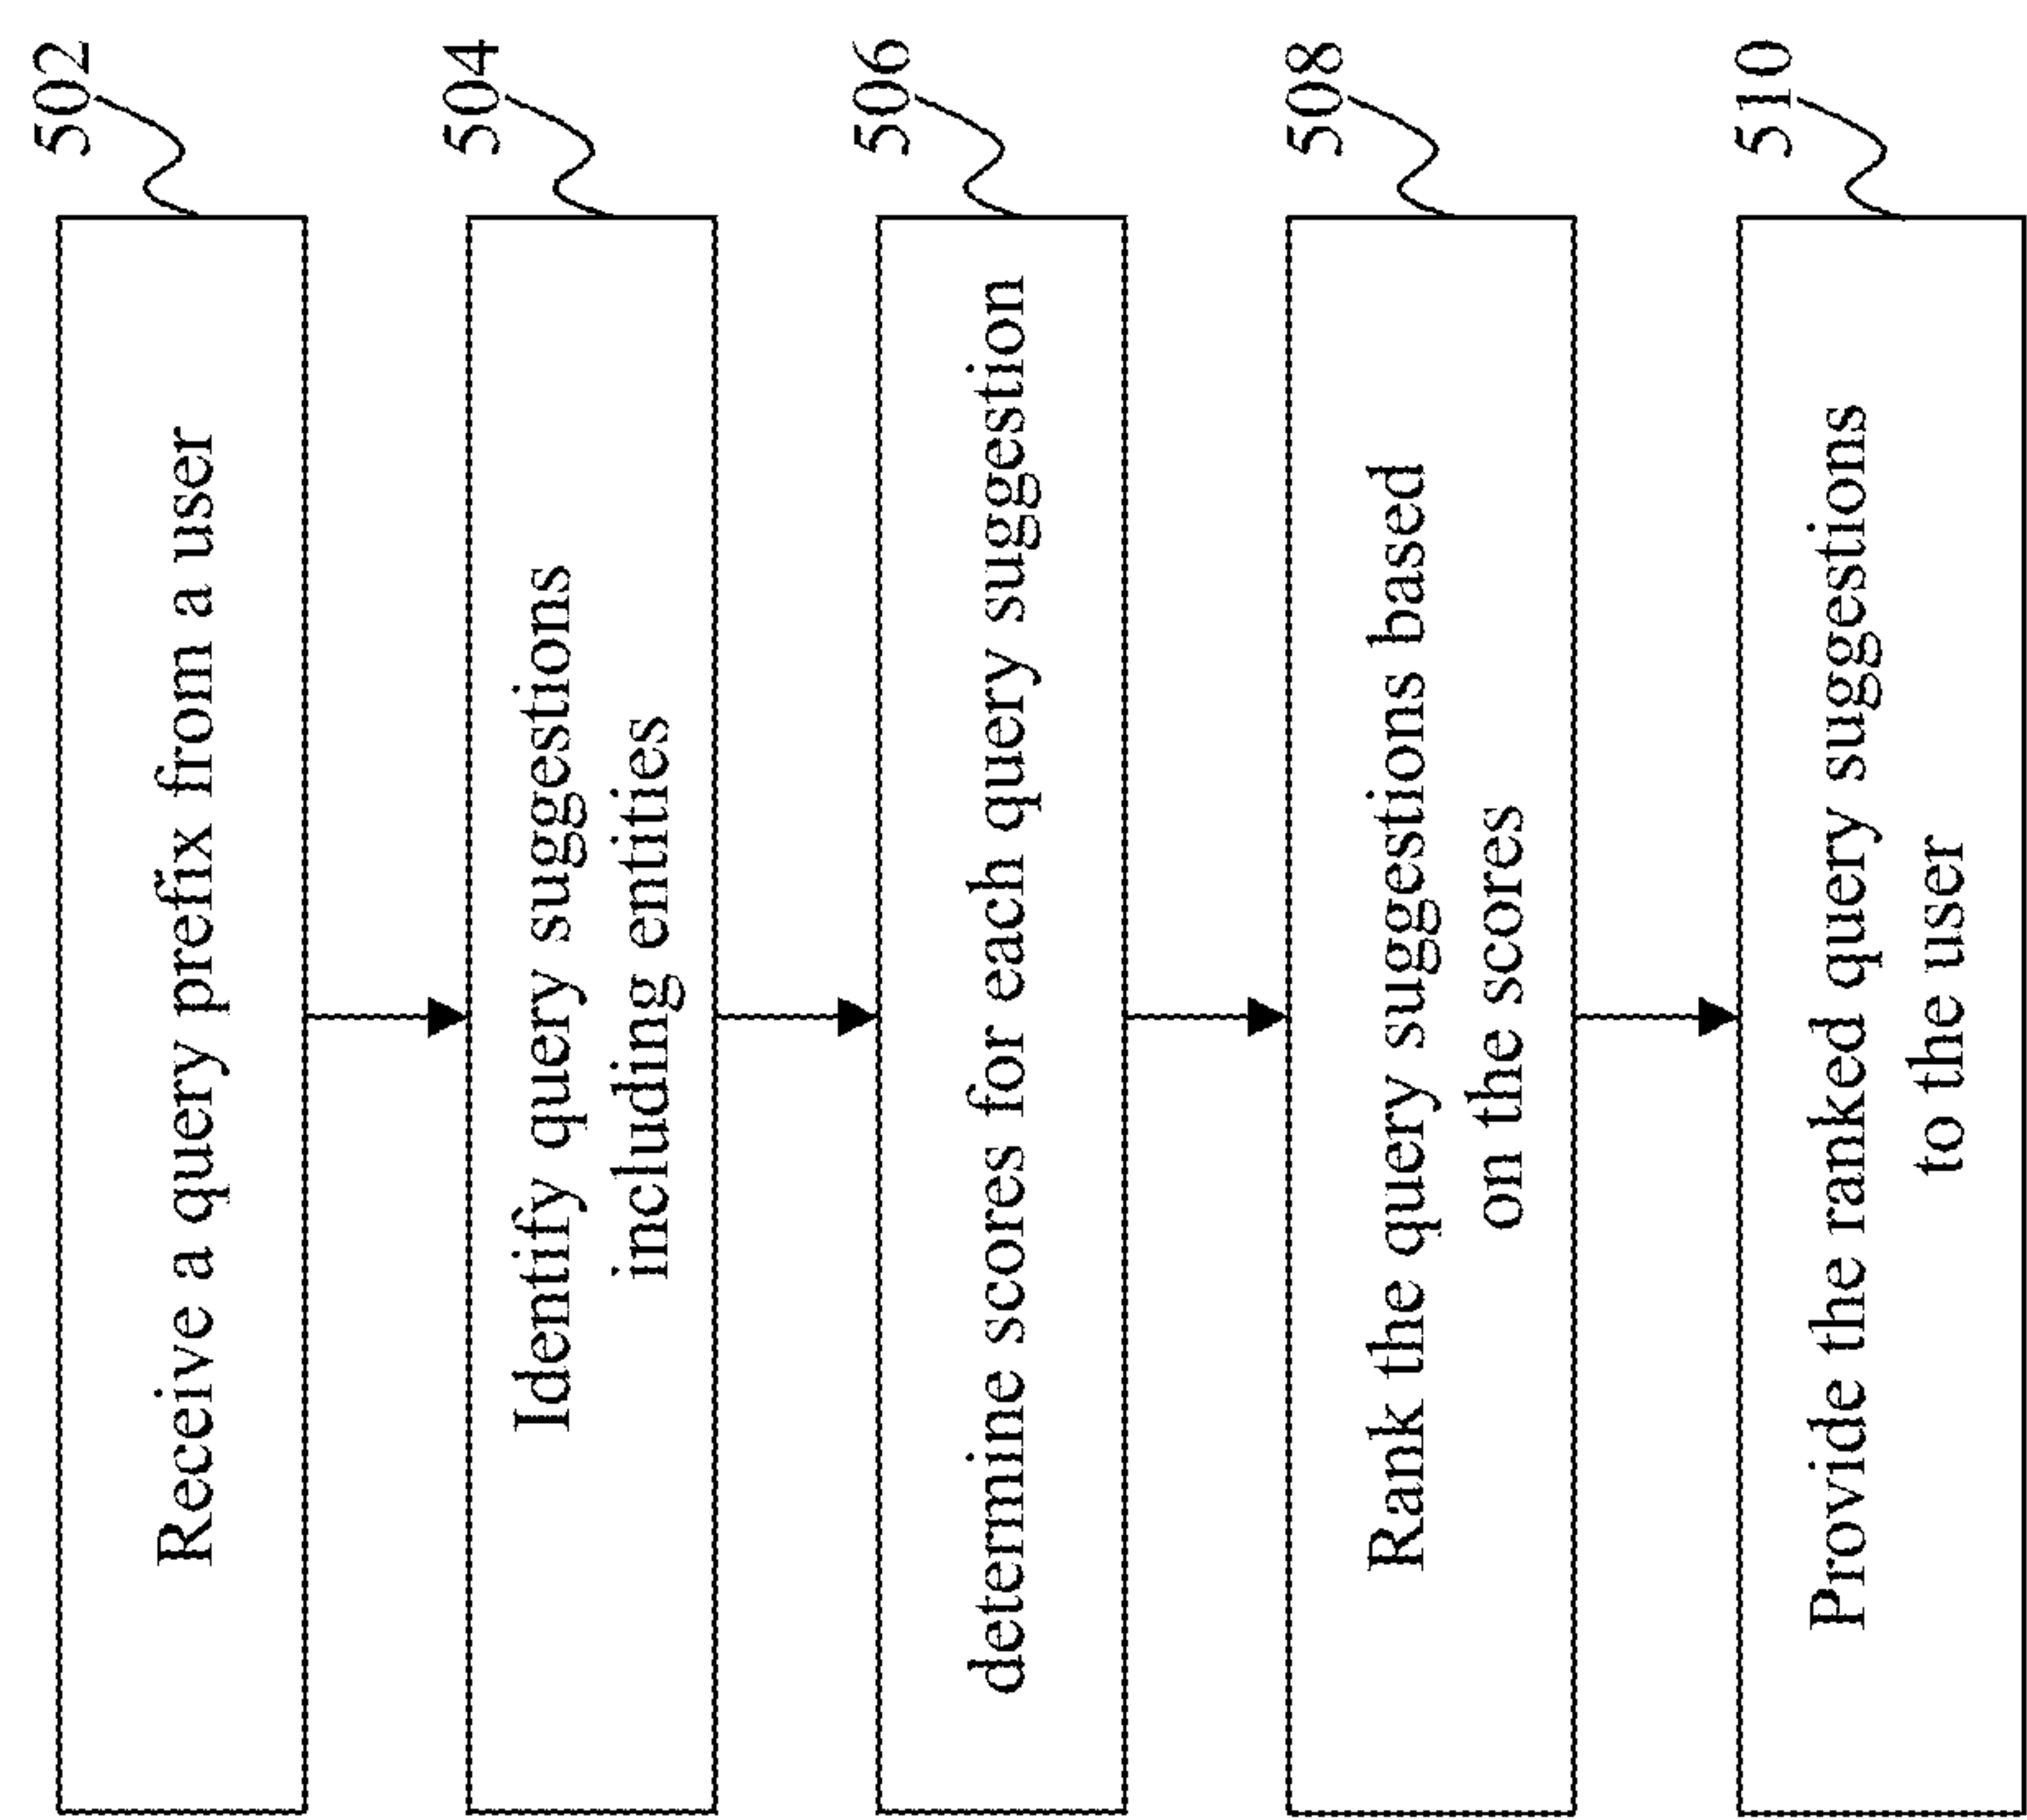 502
Receive a query prefix from a user
504
Identify query suggestions
including entities
506
determine scores for each query suggestion
508
Rank the query suggestions based
on the scores
510
Provide the ranked query suggestions
to the user